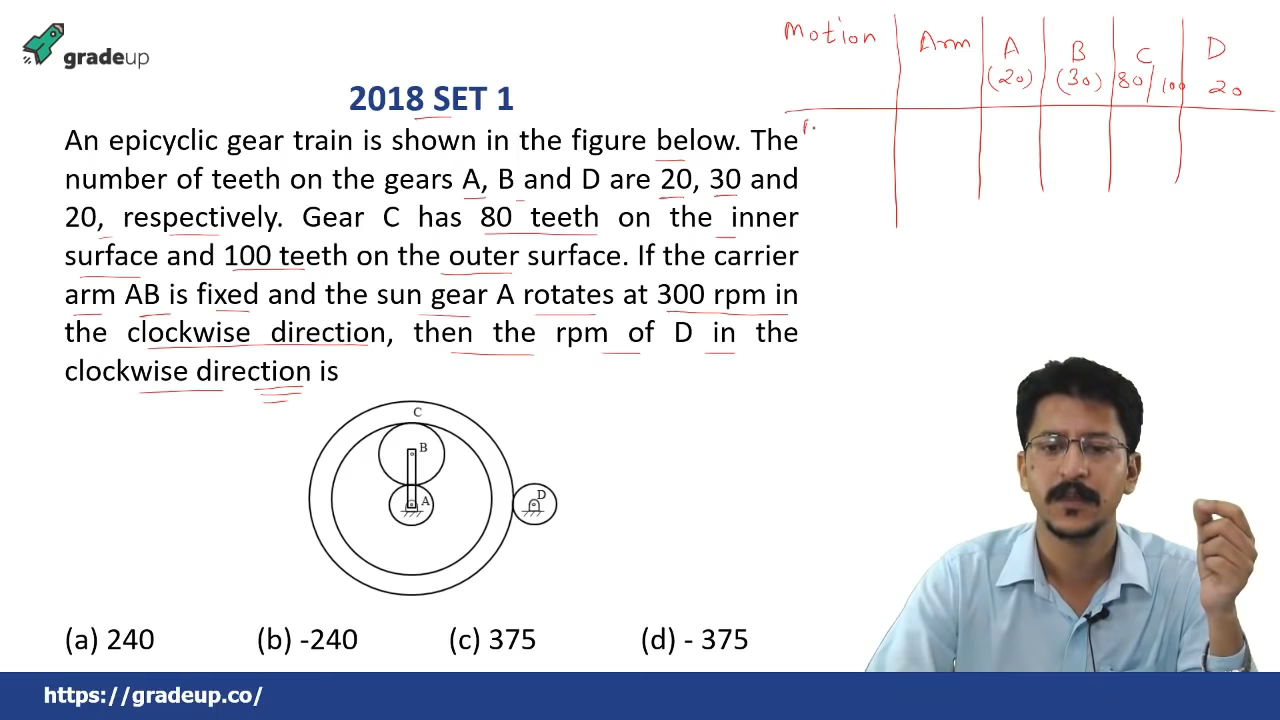 gradeup
2018 SET 1
An epicyclic gear train is shown in the figure below. The
number of teeth on the gears A, B and D are 20, 30 and
20, respectively. Gear C has 80 teeth on the inner
surface and 100 teeth on the outer surface. If the carrier
arm AB is fixed and the sun gear A rotates at 300 rpm in
the clockwise direction, then the rpm of D in the
clockwise direction is
C
B
A
D
(a) 240 (b) -240 (c) 375 (d) - 375
Motion Arm A B C D
(20) (30) 80/100 20
https://gradeup.co/